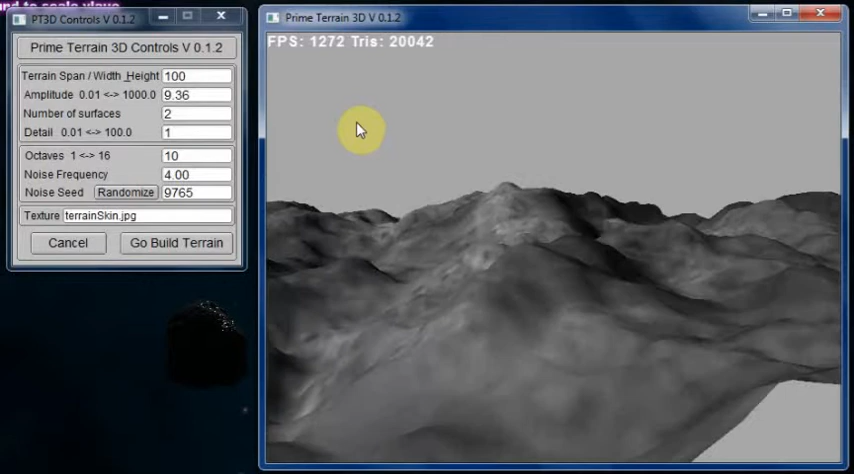 PT3D Controls V 0.1.2
Prime Terrain 3D Controls V 0.1.2
Terrain Span / Width_Height 100
Amplitude 0.01 <-> 1000.0 9.36
Number of surfaces 2
Detail 0.01 <-> 100.0 1
Octaves 1 <-> 16 10
Noise Frequency 4.00
Noise Seed Randomize 9765
Texture terrainSkin.jpg
Cancel Go Build Terrain
Prime Terrain 3D V 0.1.2
FPS: 1272 Tris: 20042